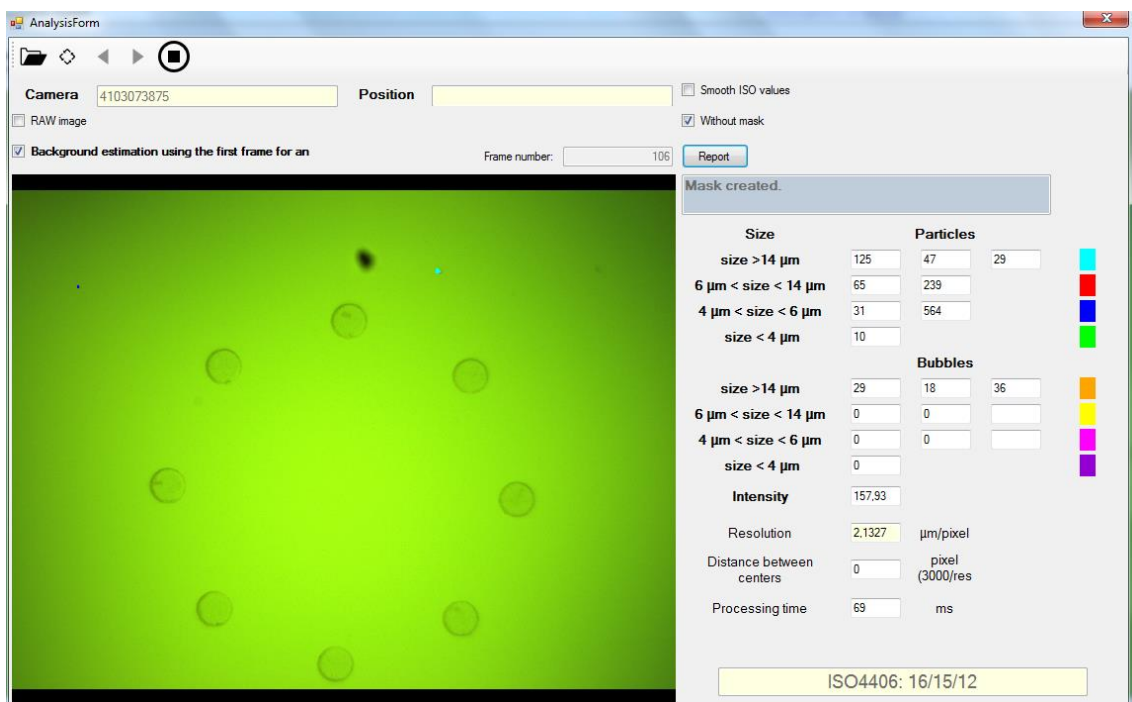 AnalysisForm
x
Camera 4103073875 Position Smooth ISO values
RAW image Without mask
Background estimation using the first frame for an Frame number: 106 Report
Mask created.
Size Particles
size >14 µm 125 47 29
6 µm < size < 14 µm 65 239
4 µm < size < 6 µm 31 564
size < 4 µm 10
Bubbles
size >14 µm 29 18 36
6 µm < size < 14 µm 0 0
4 µm < size < 6 µm 0 0
size < 4 µm 0
Intensity 157,93
Resolution 2,1327 µm/pixel
Distance between 0 pixel
centers (3000/res
Processing time 69 ms
ISO4406: 16/15/12